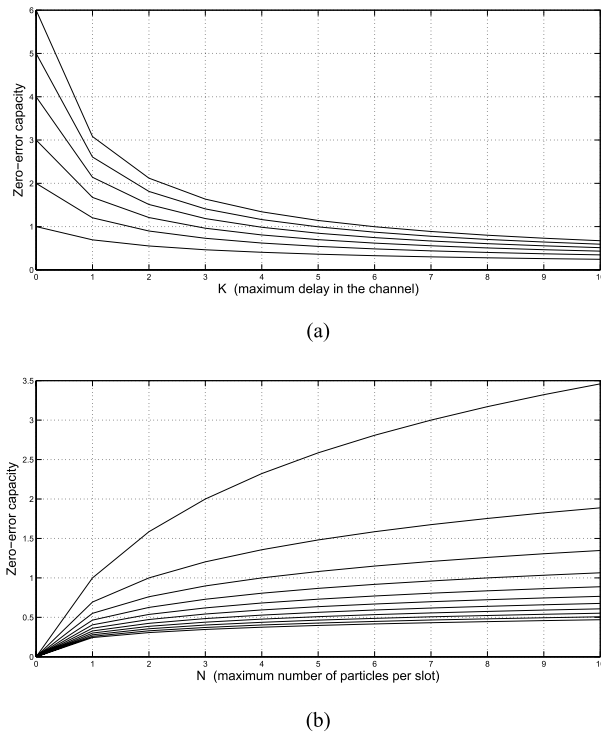 6
5
4
3
2
1
0
Zero−error capacity
0 1 2 3 4 5 6 7 8 9 10
K (maximum delay in the channel)
(a)
3.5
3
2.5
2
1.5
1
0.5
0
Zero−error capacity
0 1 2 3 4 5 6 7 8 9 10
N (maximum number of particles per slot)
(b)